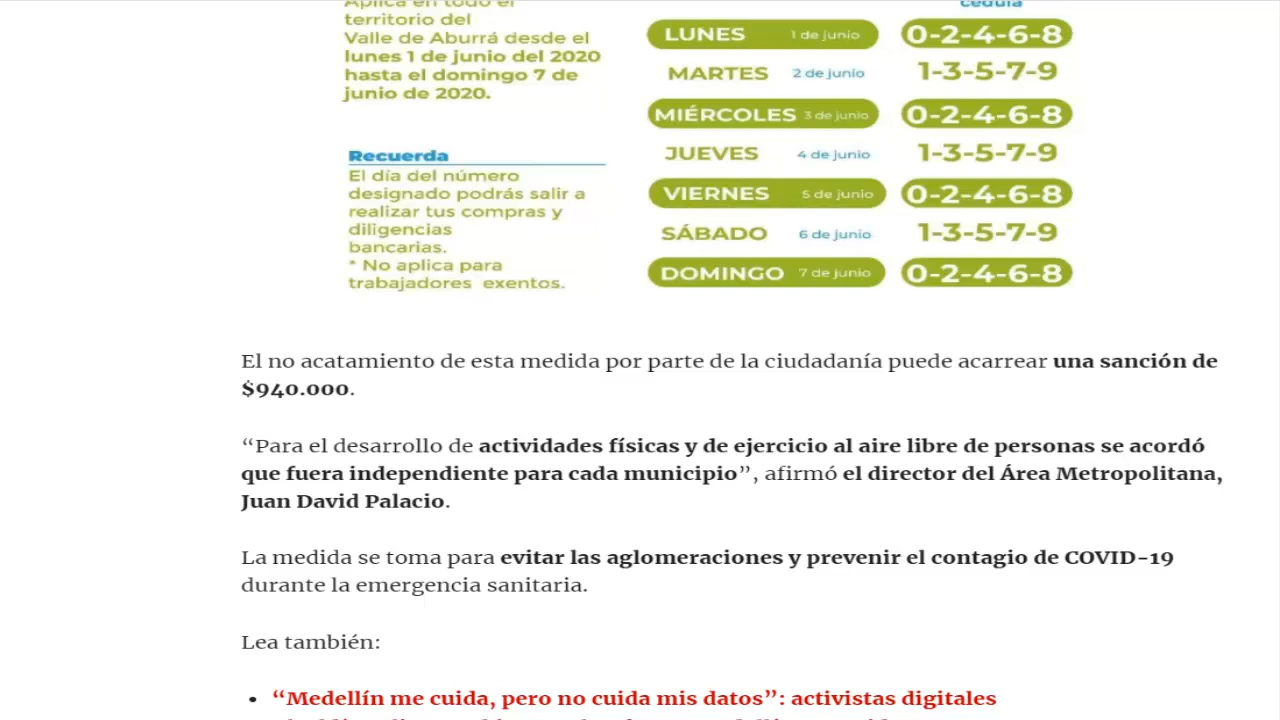 Aplica en todo el
territorio del
Valle de Aburrá desde el
lunes 1 de junio del 2020
hasta el domingo 7 de
junio de 2020.
Recuerda
El día del número
designado podrás salir a
realizar tus compras y
diligencias
bancarias.
* No aplica para
trabajadores exentos.
cédula
LUNES 1 de junio 0-2-4-6-8
MARTES 2 de junio 1-3-5-7-9
MIÉRCOLES 3 de junio 0-2-4-6-8
JUEVES 4 de junio 1-3-5-7-9
VIERNES 5 de junio 0-2-4-6-8
SÁBADO 6 de junio 1-3-5-7-9
DOMINGO 7 de junio 0-2-4-6-8
El no acatamiento de esta medida por parte de la ciudadanía puede acarrear una sanción de
$940.000.
“Para el desarrollo de actividades físicas y de ejercicio al aire libre de personas se acordó
que fuera independiente para cada municipio”, afirmó el director del Área Metropolitana,
Juan David Palacio.
La medida se toma para evitar las aglomeraciones y prevenir el contagio de COVID-19
durante la emergencia sanitaria.
Lea también:
• “Medellín me cuida, pero no cuida mis datos”: activistas digitales